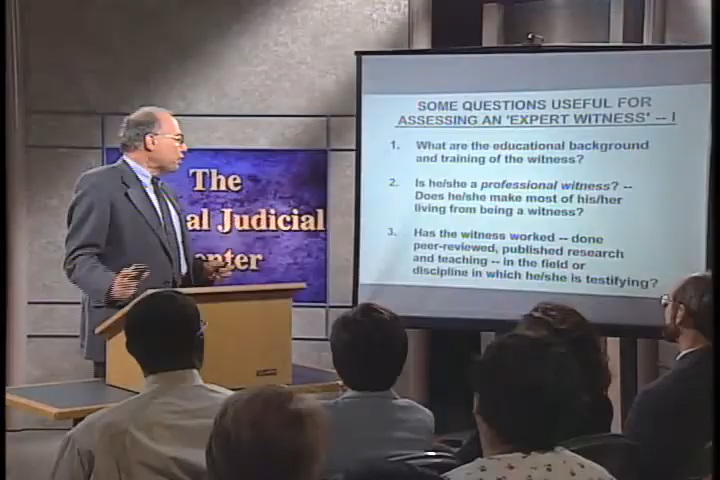 The
al Judicial
enter
SOME QUESTIONS USEFUL FOR
ASSESSING AN 'EXPERT WITNESS' -- I
1. What are the educational background
and training of the witness?
2. Is he/she a professional witness? --
Does he/she make most of his/her
living from being a witness?
3. Has the witness worked -- done
peer-reviewed, published research
and teaching -- in the field or
discipline in which he/she is testifying?